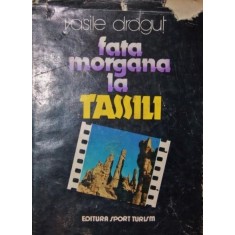 vasile drăguț
fata
morgana
la
TASSILI
EDITURA SPORT TURISM